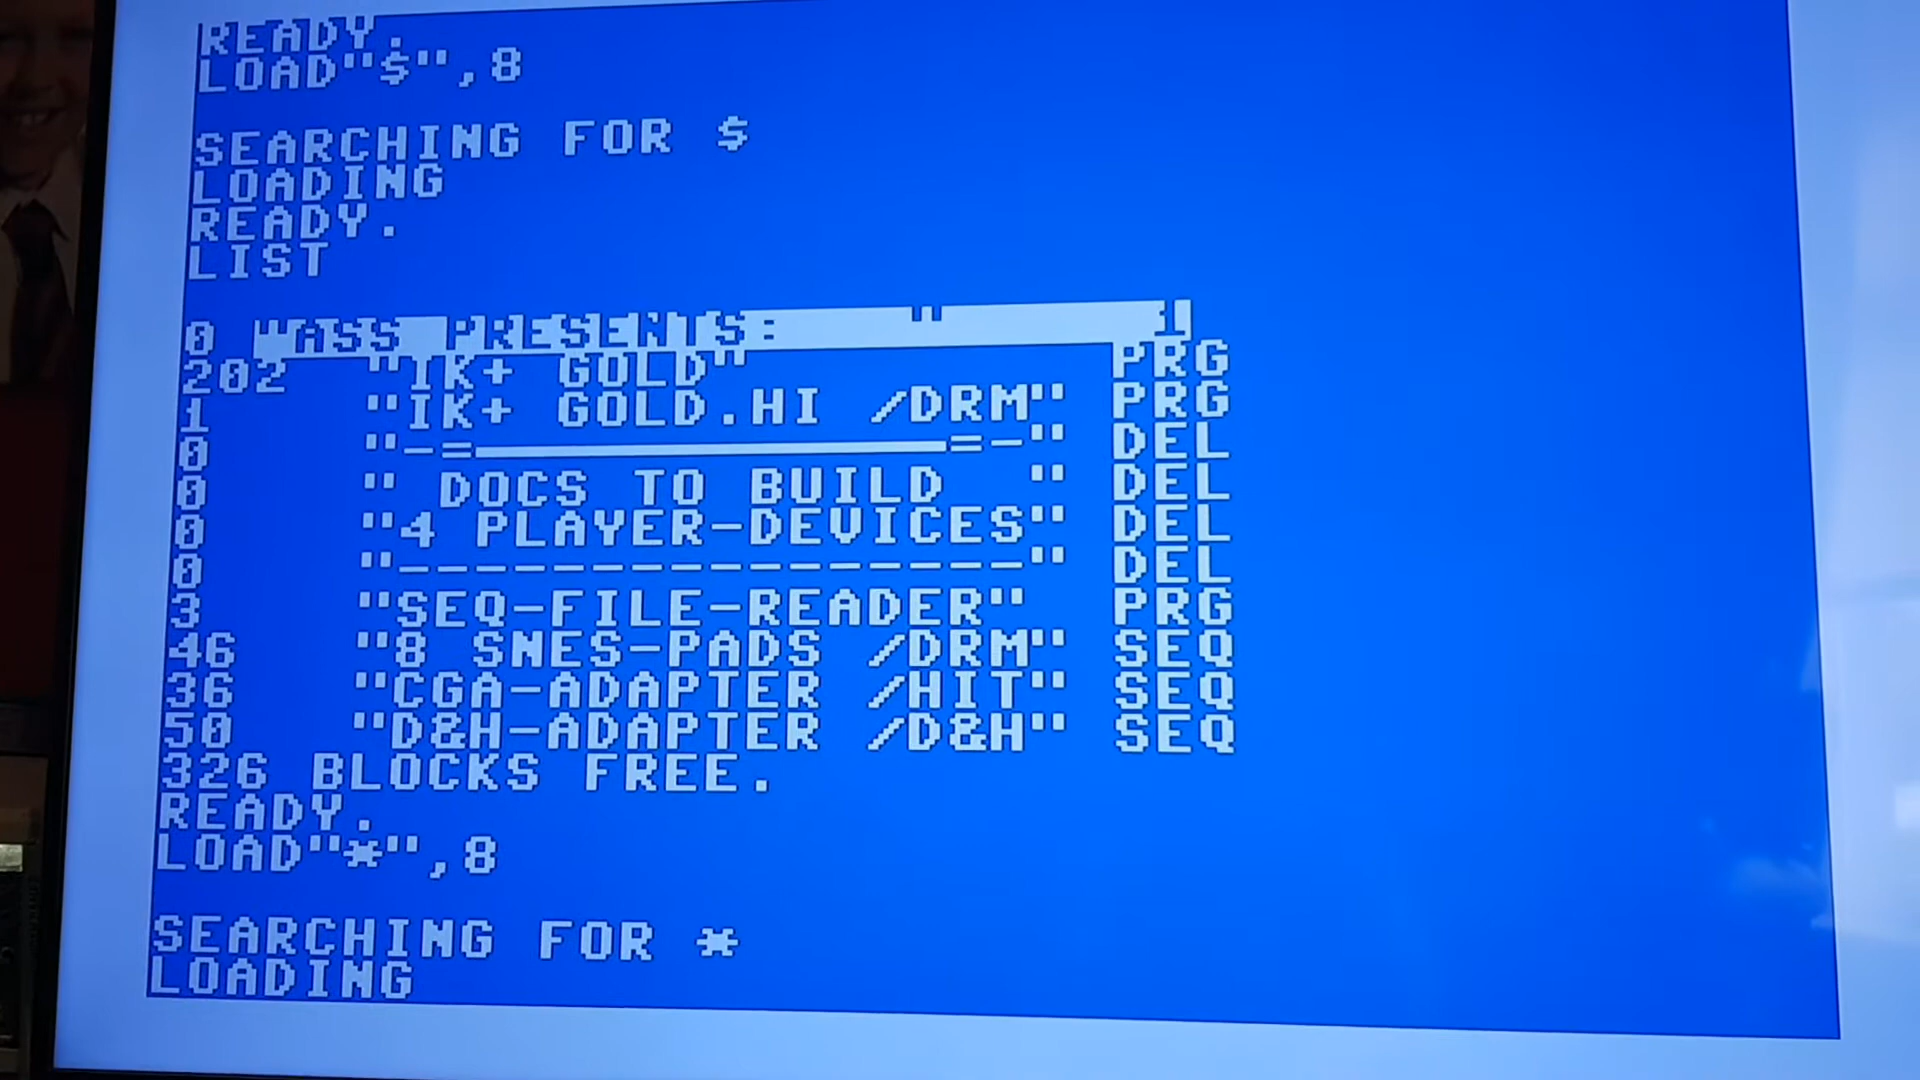 READY.
LOAD"$",8
SEARCHING FOR $
LOADING
READY.
LIST
0 WASS PRESENTS: " 1
202 "IK+ GOLD" PRG
1 "IK+ GOLD.HI /DRM" PRG
0 "-=━━━━━━━━━━━━=-" DEL
0 " DOCS TO BUILD " DEL
0 "4 PLAYER-DEVICES" DEL
0 "----------------" DEL
3 "SEQ-FILE-READER" PRG
46 "8 SNES-PADS /DRM" SEQ
36 "CGA-ADAPTER /HIT" SEQ
50 "D&H-ADAPTER /D&H" SEQ
326 BLOCKS FREE.
READY.
LOAD"*",8
SEARCHING FOR *
LOADING